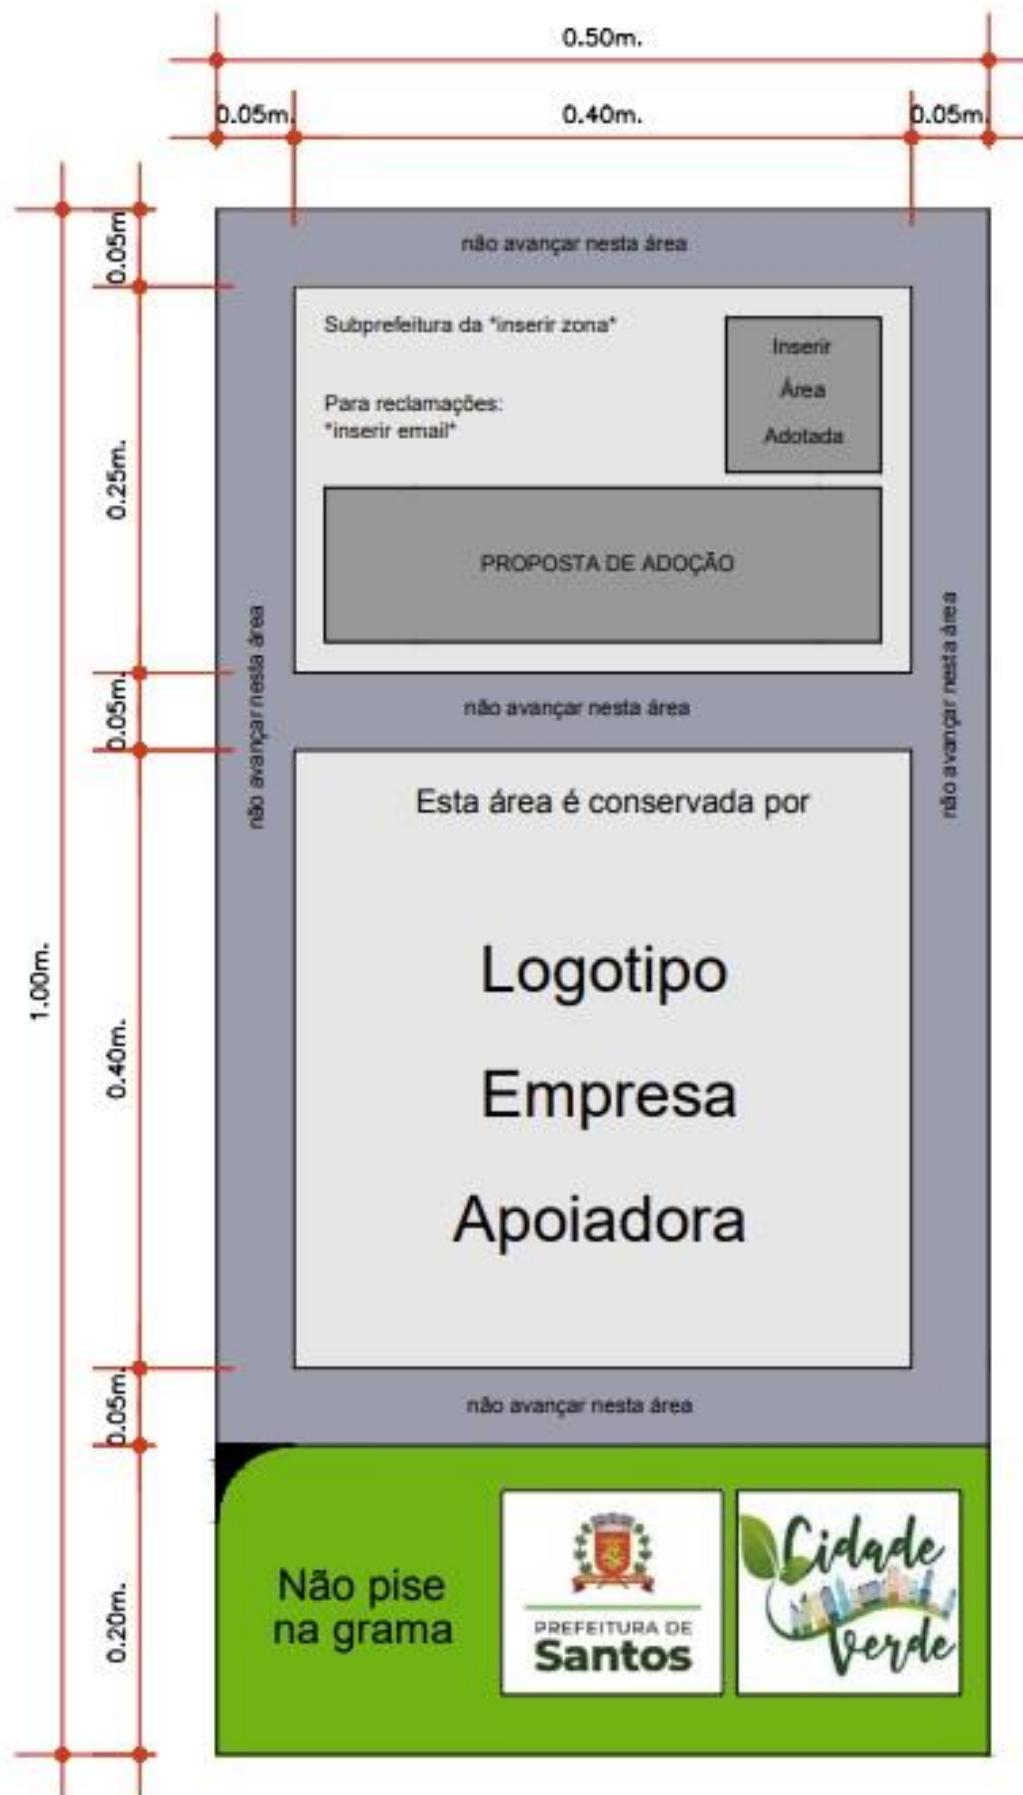 0.50m.
0.05m.
0.40m.
0.05m.
0.05m
não avançar nesta área
Subprefeitura da *inserir zona*
Inserir
Área
Adotada
Para reclamações:
*inserir email*
0.25m.
PROPOSTA DE ADOÇÃO
não avançar nesta área
não avançar nesta área
0.05m.
não avançar nesta área
Esta área é conservada por
1.00m.
0.40m.
Logotipo
Empresa
Apoiadora
0.05m.
não avançar nesta área
0.20m.
Não pise
na grama
PREFEITURA DE
Santos
Cidade
Verde